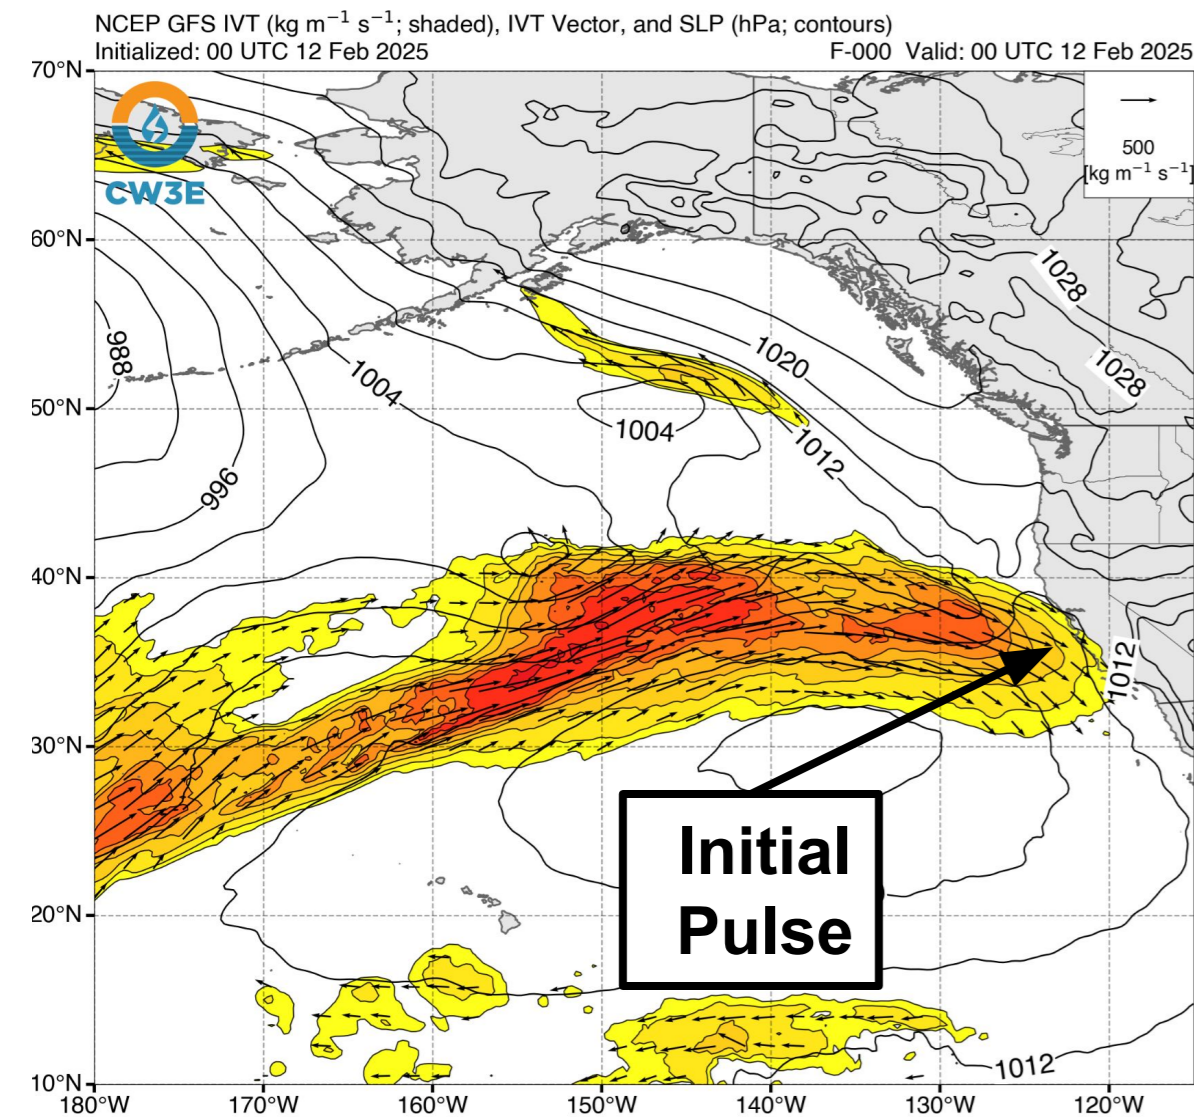 NCEP GFS IVT (kg m⁻¹ s⁻¹; shaded), IVT Vector, and SLP (hPa; contours)
Initialized: 00 UTC 12 Feb 2025
F-000 Valid: 00 UTC 12 Feb 2025
70°N
500
[kg m⁻¹ s⁻¹]
CW3E
60°N
1028
988
1020
1028
1004
50°N
1004
1012
996
40°N
1012
30°N
Initial
Pulse
20°N
1012
10°N
180°W
170°W
160°W
150°W
140°W
130°W
120°W